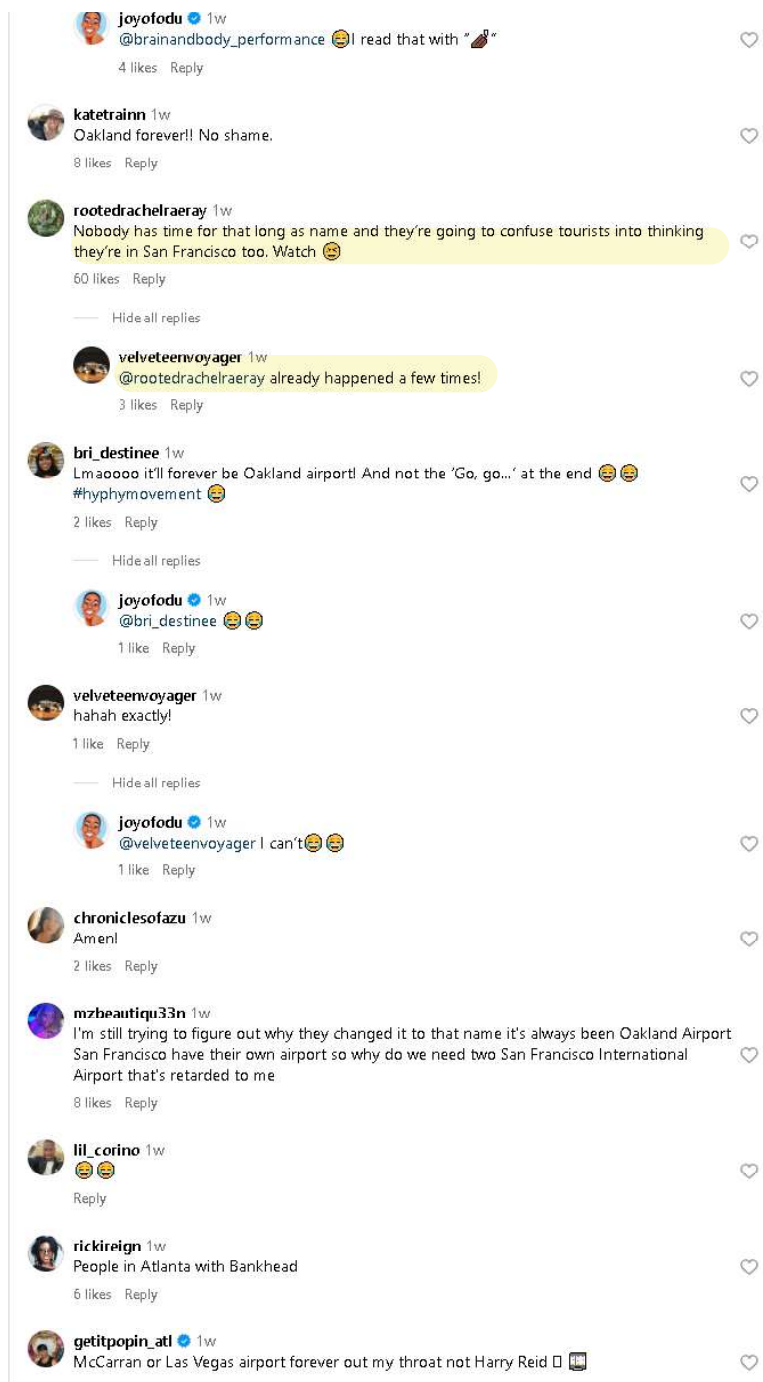 joyofodu 1w
@brainandbody_performance 😂I read that with "💅🏿"
4 likes Reply
katetrainn 1w
Oakland forever!! No shame.
8 likes Reply
rootedrachelraeray 1w
Nobody has time for that long as name and they're going to confuse tourists into thinking
they're in San Francisco too. Watch 😆
60 likes Reply
Hide all replies
velveteenvoyager 1w
@rootedrachelraeray already happened a few times!
3 likes Reply
bri_destinee 1w
Lmaoooo it'll forever be Oakland airport! And not the 'Go, go...' at the end 😂😂
#hyphymovement 😂
2 likes Reply
Hide all replies
joyofodu 1w
@bri_destinee 😂😂
1 like Reply
velveteenvoyager 1w
hahah exactly!
1 like Reply
Hide all replies
joyofodu 1w
@velveteenvoyager I can't😂😂
1 like Reply
chroniclesofazu 1w
Amen!
2 likes Reply
mzbeautiqu33n 1w
I'm still trying to figure out why they changed it to that name it's always been Oakland Airport
San Francisco have their own airport so why do we need two San Francisco International
Airport that's retarded to me
8 likes Reply
lil_corino 1w
😂😂
Reply
rickireign 1w
People in Atlanta with Bankhead
6 likes Reply
getitpopin_atl 1w
McCarran or Las Vegas airport forever out my throat not Harry Reid